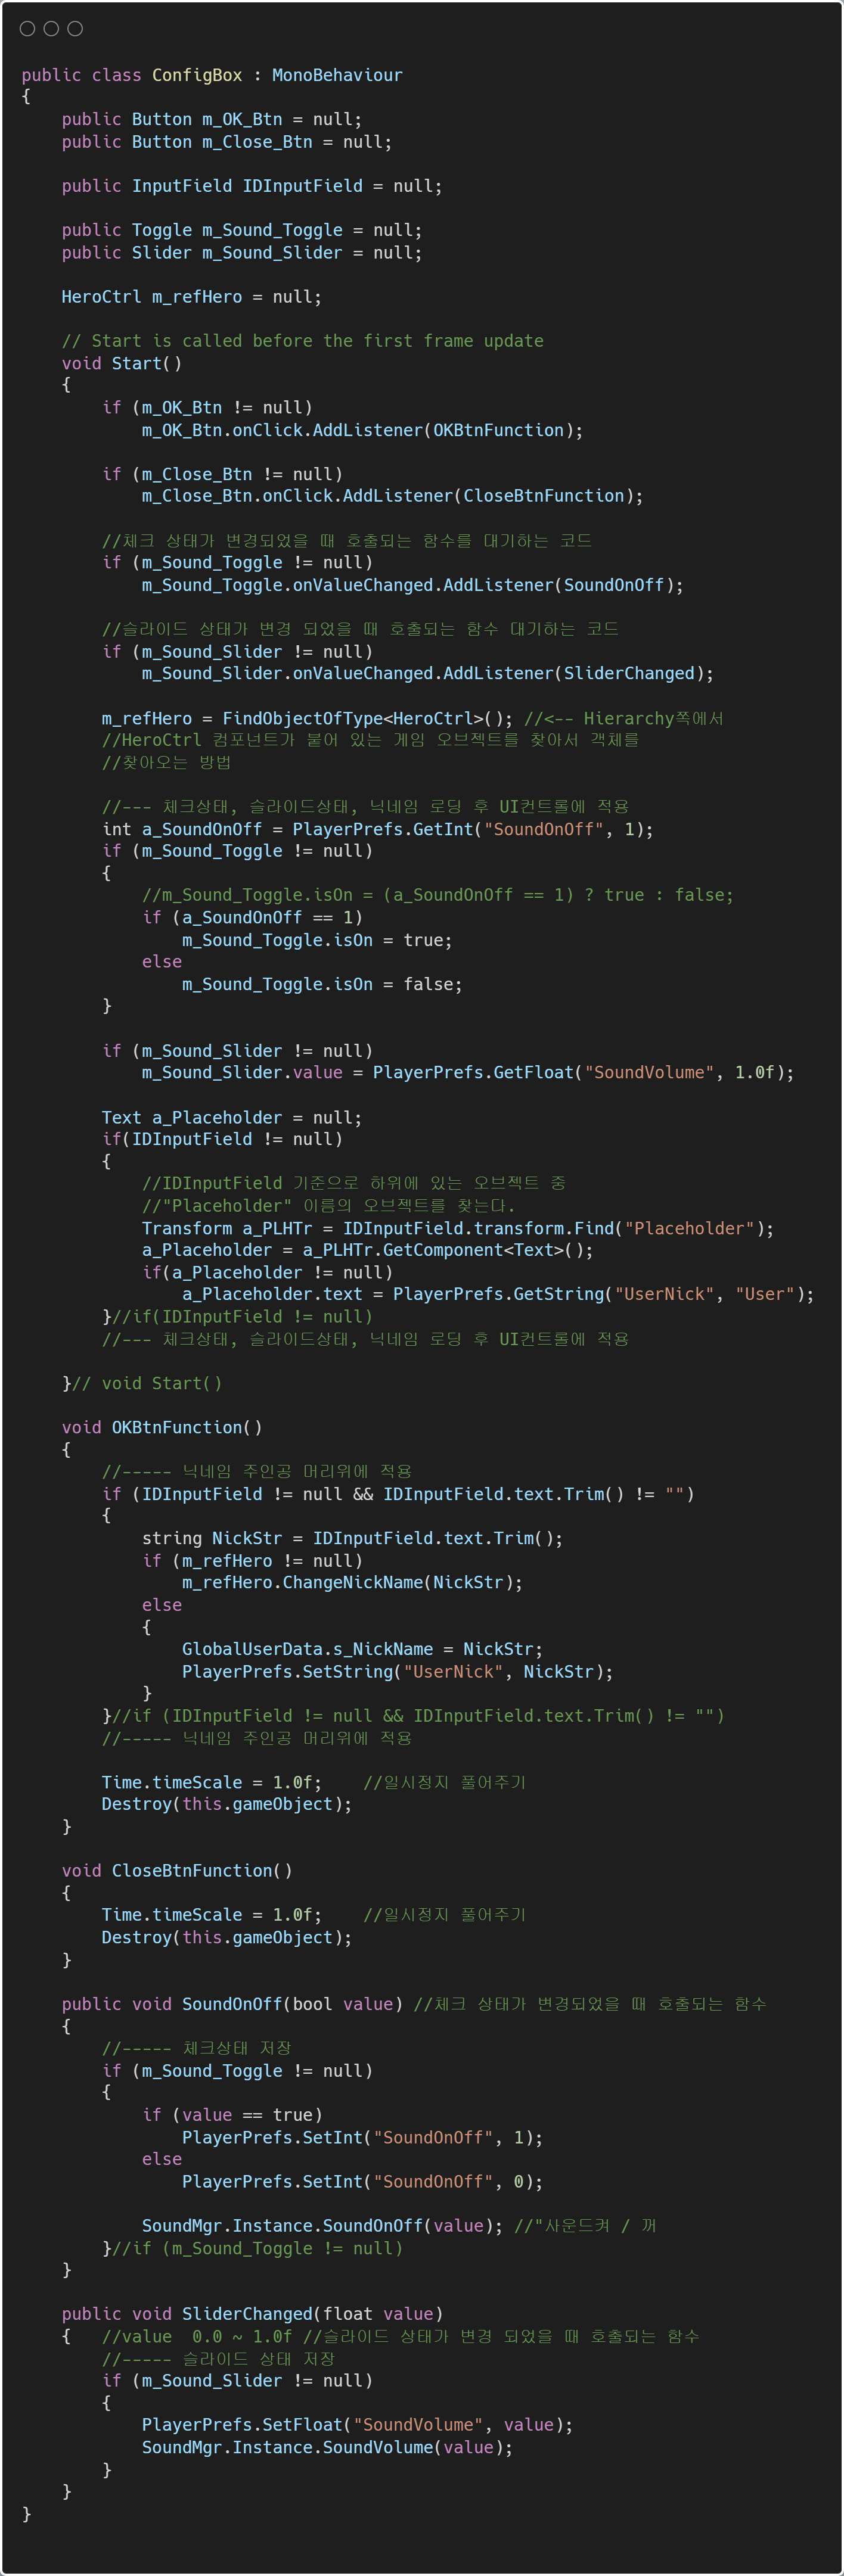 public class ConfigBox : MonoBehaviour
{
    public Button m_OK_Btn = null;
    public Button m_Close_Btn = null;

    public InputField IDInputField = null;

    public Toggle m_Sound_Toggle = null;
    public Slider m_Sound_Slider = null;

    HeroCtrl m_refHero = null;

    // Start is called before the first frame update
    void Start()
    {
        if (m_OK_Btn != null)
            m_OK_Btn.onClick.AddListener(OKBtnFunction);

        if (m_Close_Btn != null)
            m_Close_Btn.onClick.AddListener(CloseBtnFunction);

        //체크 상태가 변경되었을 때 호출되는 함수를 대기하는 코드
        if (m_Sound_Toggle != null)
            m_Sound_Toggle.onValueChanged.AddListener(SoundOnOff);

        //슬라이드 상태가 변경 되었을 때 호출되는 함수 대기하는 코드
        if (m_Sound_Slider != null)
            m_Sound_Slider.onValueChanged.AddListener(SliderChanged);

        m_refHero = FindObjectOfType<HeroCtrl>(); //<-- Hierarchy쪽에서
        //HeroCtrl 컴포넌트가 붙어 있는 게임 오브젝트를 찾아서 객체를
        //찾아오는 방법

        //--- 체크상태, 슬라이드상태, 닉네임 로딩 후 UI컨트롤에 적용
        int a_SoundOnOff = PlayerPrefs.GetInt("SoundOnOff", 1);
        if (m_Sound_Toggle != null)
        {
            //m_Sound_Toggle.isOn = (a_SoundOnOff == 1) ? true : false;
            if (a_SoundOnOff == 1)
                m_Sound_Toggle.isOn = true;
            else
                m_Sound_Toggle.isOn = false;
        }

        if (m_Sound_Slider != null)
            m_Sound_Slider.value = PlayerPrefs.GetFloat("SoundVolume", 1.0f);

        Text a_Placeholder = null;
        if(IDInputField != null)
        {
            //IDInputField 기준으로 하위에 있는 오브젝트 중
            //"Placeholder" 이름의 오브젝트를 찾는다.
            Transform a_PLHTr = IDInputField.transform.Find("Placeholder");
            a_Placeholder = a_PLHTr.GetComponent<Text>();
            if(a_Placeholder != null)
                a_Placeholder.text = PlayerPrefs.GetString("UserNick", "User");
        }//if(IDInputField != null)
        //--- 체크상태, 슬라이드상태, 닉네임 로딩 후 UI컨트롤에 적용

    }// void Start()

    void OKBtnFunction()
    {
        //----- 닉네임 주인공 머리위에 적용
        if (IDInputField != null && IDInputField.text.Trim() != "")
        {
            string NickStr = IDInputField.text.Trim();
            if (m_refHero != null)
                m_refHero.ChangeNickName(NickStr);
            else
            {
                GlobalUserData.s_NickName = NickStr;
                PlayerPrefs.SetString("UserNick", NickStr);
            }
        }//if (IDInputField != null && IDInputField.text.Trim() != "")
        //----- 닉네임 주인공 머리위에 적용

        Time.timeScale = 1.0f;    //일시정지 풀어주기
        Destroy(this.gameObject);
    }

    void CloseBtnFunction()
    {
        Time.timeScale = 1.0f;    //일시정지 풀어주기
        Destroy(this.gameObject);
    }

    public void SoundOnOff(bool value) //체크 상태가 변경되었을 때 호출되는 함수
    {
        //----- 체크상태 저장
        if (m_Sound_Toggle != null)
        {
            if (value == true)
                PlayerPrefs.SetInt("SoundOnOff", 1);
            else
                PlayerPrefs.SetInt("SoundOnOff", 0);

            SoundMgr.Instance.SoundOnOff(value); //"사운드켜 / 꺼
        }//if (m_Sound_Toggle != null)
    }

    public void SliderChanged(float value)
    {   //value  0.0 ~ 1.0f //슬라이드 상태가 변경 되었을 때 호출되는 함수
        //----- 슬라이드 상태 저장
        if (m_Sound_Slider != null)
        {
            PlayerPrefs.SetFloat("SoundVolume", value);
            SoundMgr.Instance.SoundVolume(value);
        }
    }
}